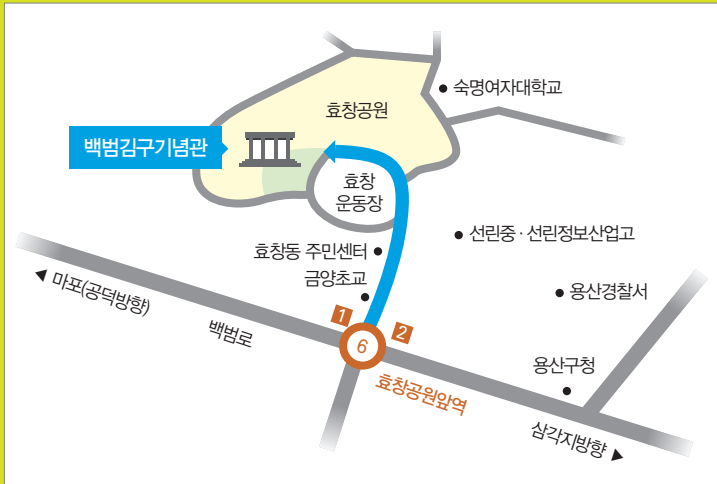 숙명여자대학교
효창공원
백범김구기념관
효창
운동장
선린중 · 선린정보산업고
효창동 주민센터
금양초교
◀ 마포(공덕방향)
용산경찰서
백범로
1
2
6
효창공원앞역
용산구청
삼각지방향 ▶